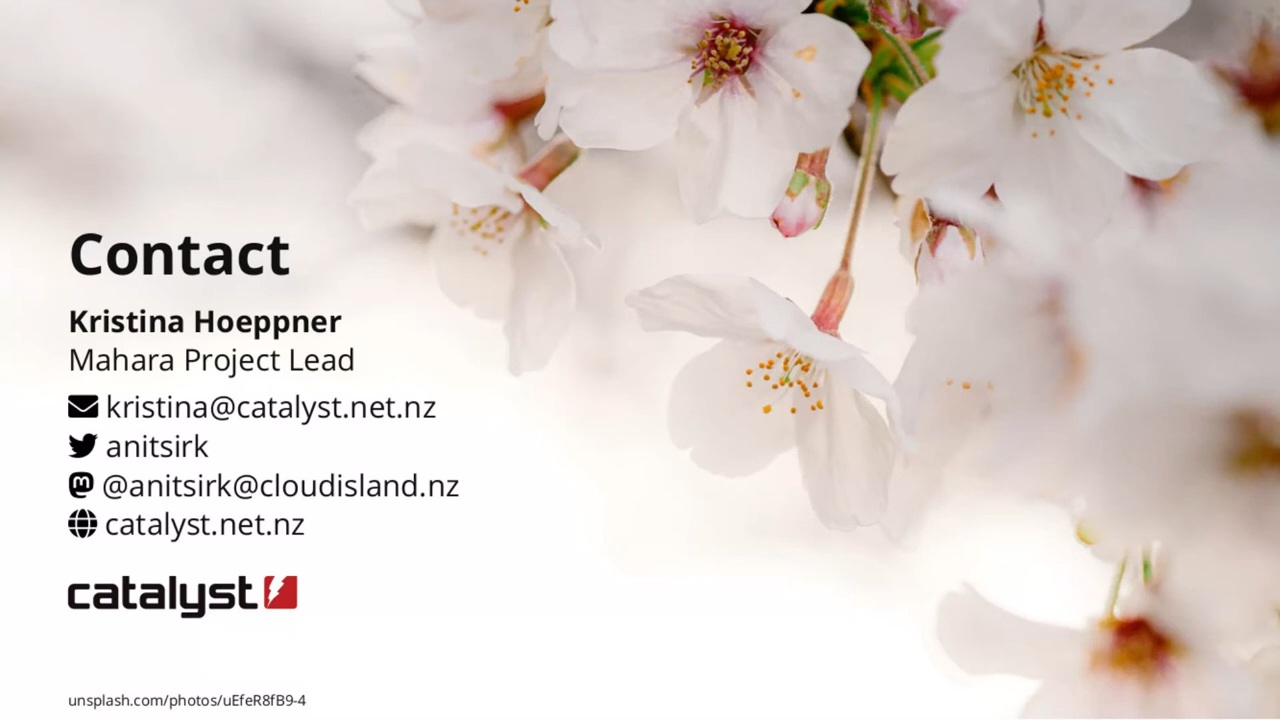 Contact
Kristina Hoeppner
Mahara Project Lead
kristina@catalyst.net.nz
anitsirk
@anitsirk@cloudisland.nz
catalyst.net.nz
catalyst
unsplash.com/photos/uEfeR8fB9-4